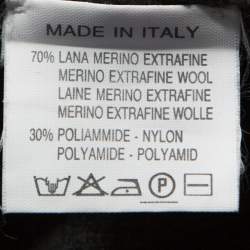 MADE IN ITALY
70% LANA MERINO EXTRAFINE
MERINO EXTRAFINE WOOL
LAINE MERINO EXTRAFINE
MERINO EXTRAFINE WOLLE
30% POLIAMMIDE - NYLON
POLYAMIDE - POLYAMID
P